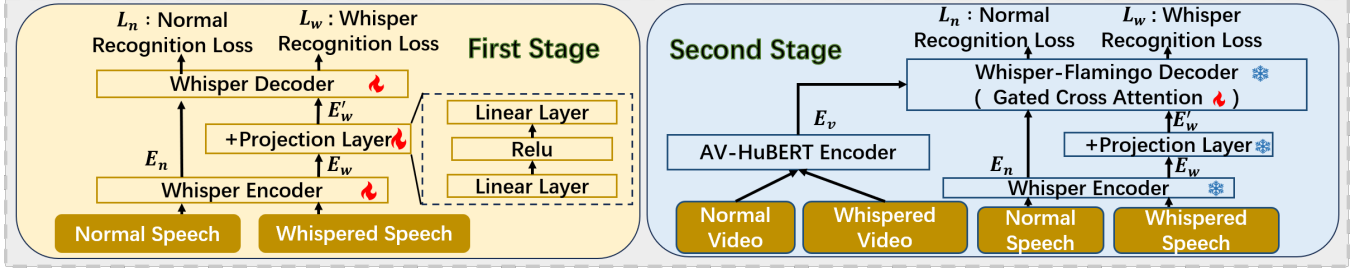 First Stage
L_n : Normal
Recognition Loss
L_w : Whisper
Recognition Loss
Whisper Decoder
E'_w
+Projection Layer
E_n
E_w
Whisper Encoder
Normal Speech
Whispered Speech
Linear Layer
Relu
Linear Layer
Second Stage
L_n : Normal
Recognition Loss
L_w : Whisper
Recognition Loss
Whisper-Flamingo Decoder
( Gated Cross Attention )
E_v
E'_w
AV-HuBERT Encoder
+Projection Layer
E_n
E_w
Whisper Encoder
Normal
Video
Whispered
Video
Normal
Speech
Whispered
Speech